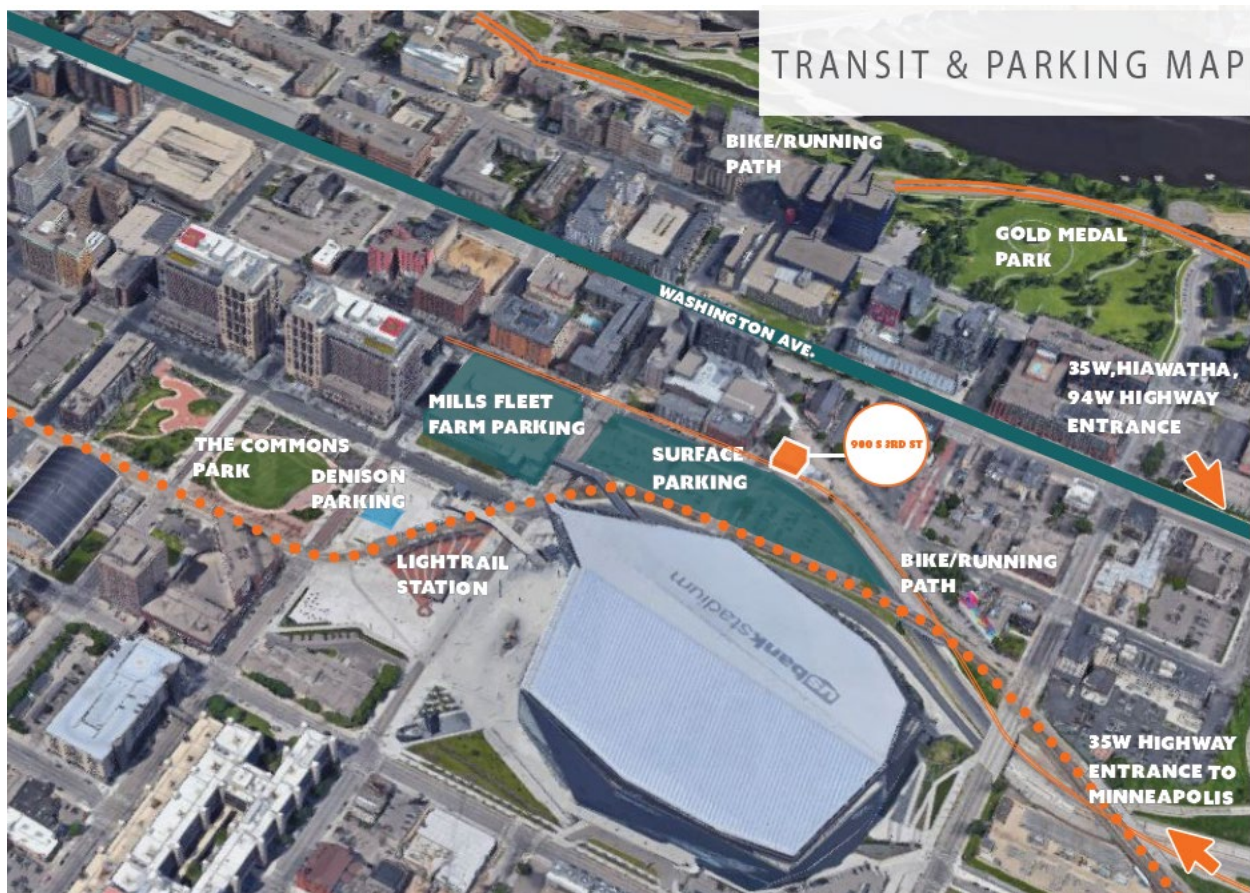 TRANSIT & PARKING MAP
BIKE/RUNNING
PATH
GOLD MEDAL
PARK
WASHINGTON AVE.
35W,HIAWATHA,
94W HIGHWAY
ENTRANCE
MILLS FLEET
FARM PARKING
900 S 3RD ST
THE COMMONS
PARK
SURFACE
PARKING
DENISON
PARKING
LIGHTRAIL
STATION
BIKE/RUNNING
PATH
usbankstadium
35W HIGHWAY
ENTRANCE TO
MINNEAPOLIS